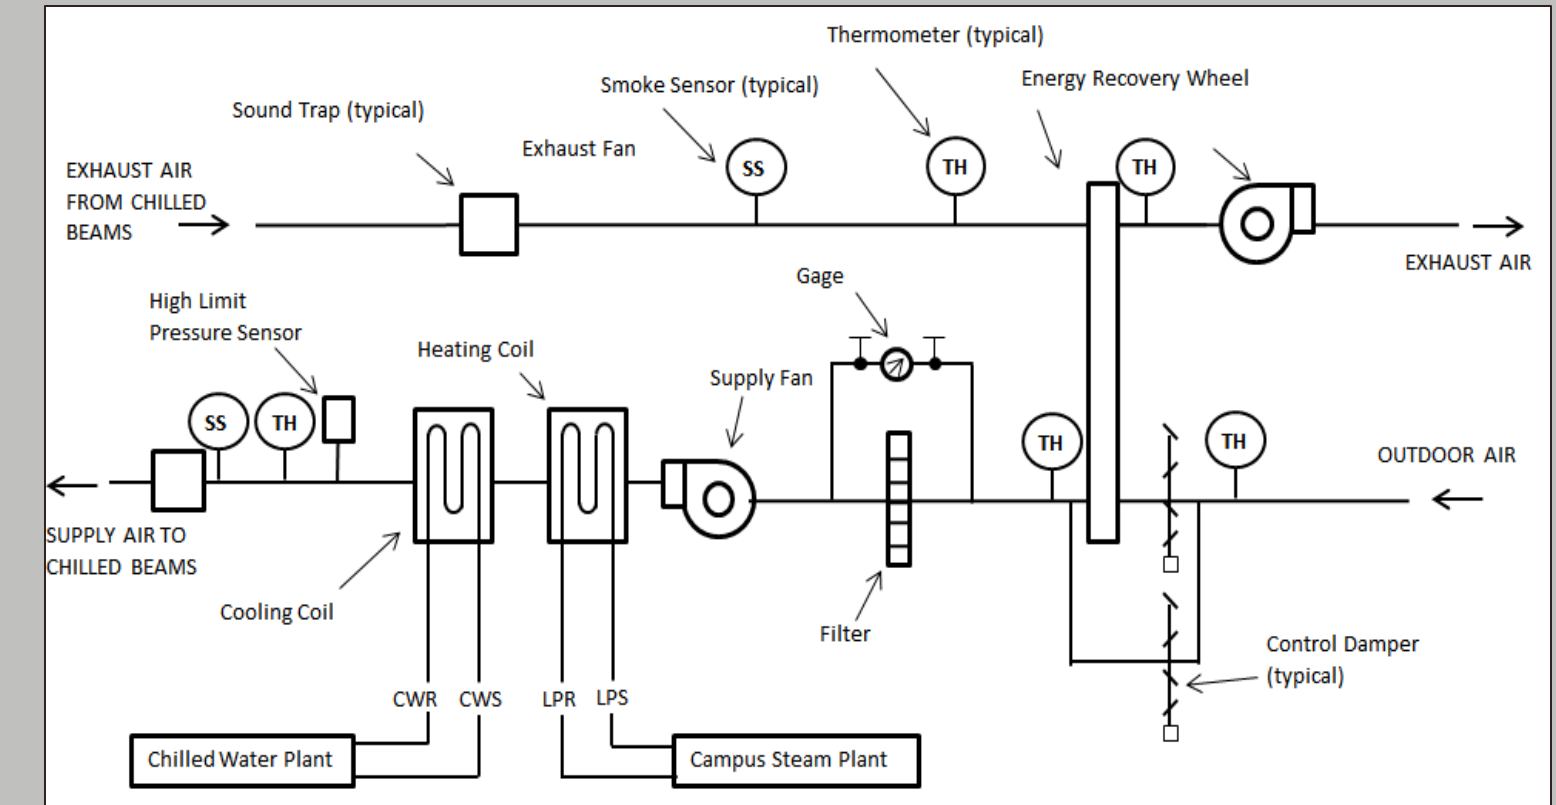 Thermometer (typical)
Smoke Sensor (typical)
Energy Recovery Wheel
Sound Trap (typical)
Exhaust Fan
EXHAUST AIR
FROM CHILLED
BEAMS
SS
TH
TH
EXHAUST AIR
Gage
High Limit
Pressure Sensor
Heating Coil
Supply Fan
SS
TH
TH
TH
OUTDOOR AIR
SUPPLY AIR TO
CHILLED BEAMS
Cooling Coil
Filter
Control Damper
(typical)
CWR
CWS
LPR
LPS
Chilled Water Plant
Campus Steam Plant